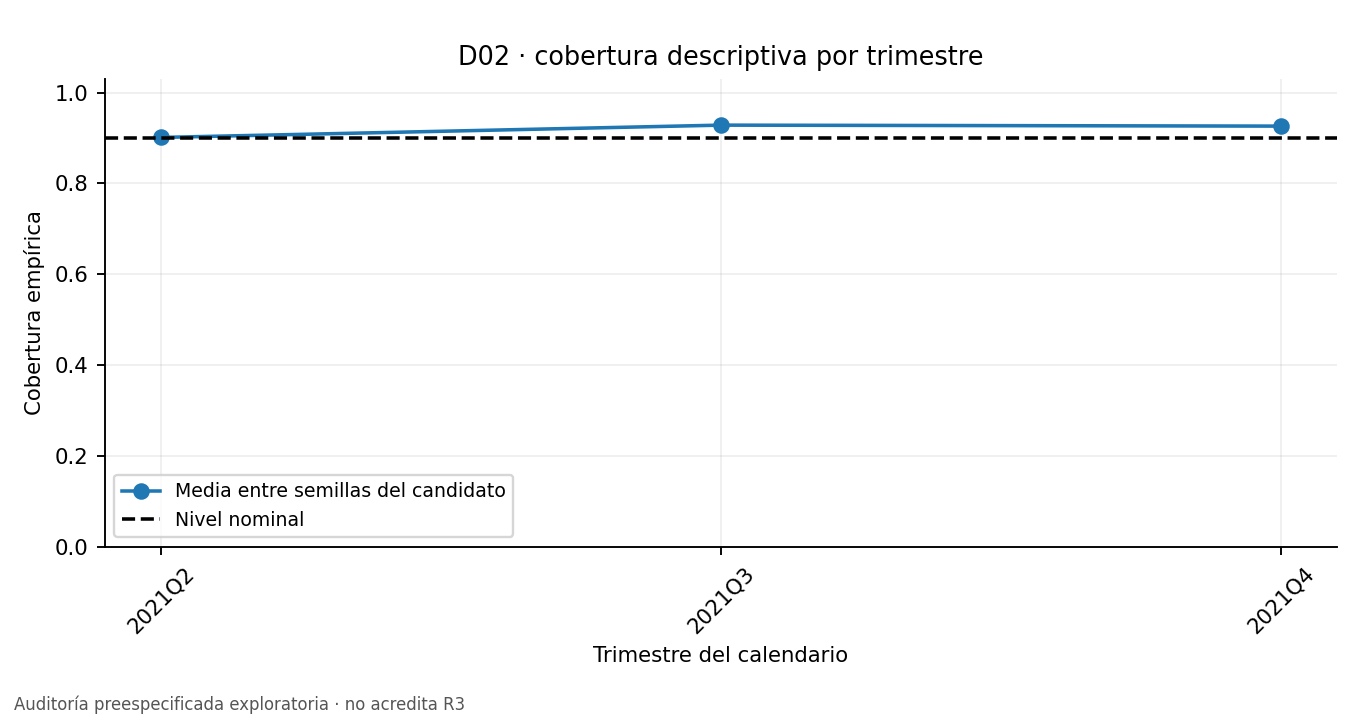 D02 · cobertura descriptiva por trimestre
1.0
0.8
0.6
0.4
0.2
0.0
Cobertura empírica
Media entre semillas del candidato
Nivel nominal
2021Q2
2021Q3
2021Q4
Trimestre del calendario
Auditoría preespecificada exploratoria · no acredita R3